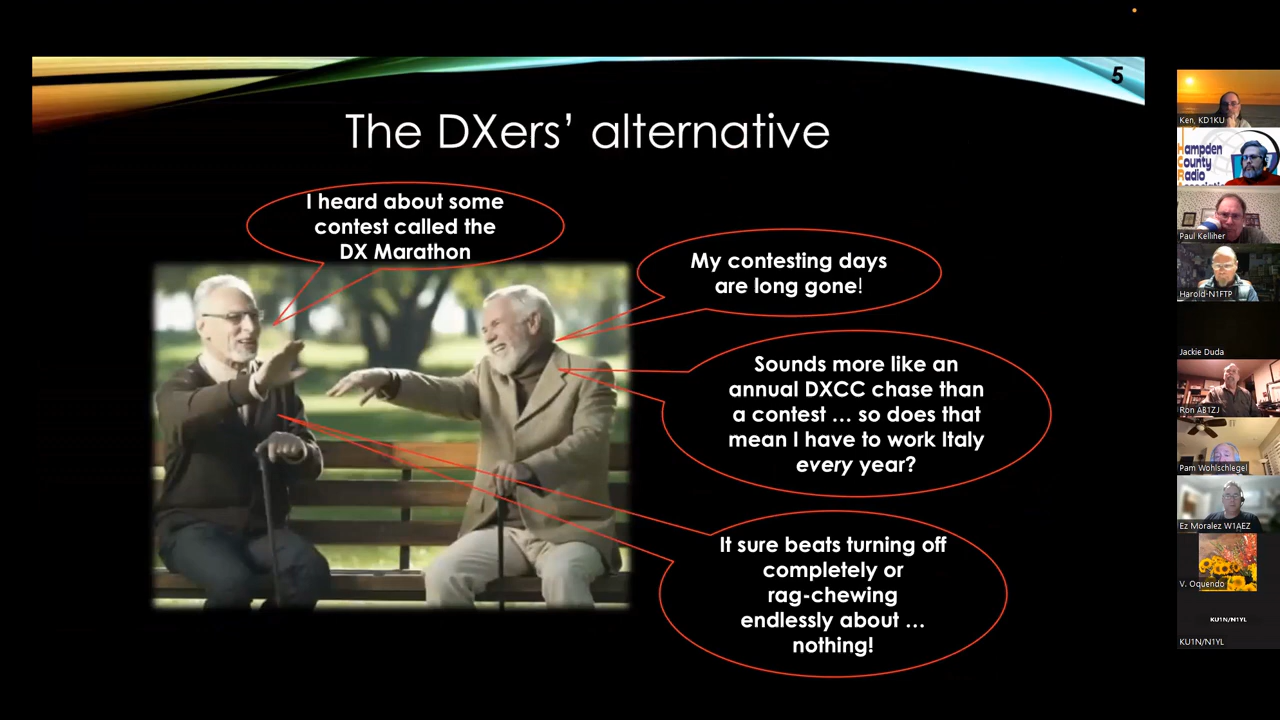 5
The DXers’ alternative
I heard about some
contest called the
DX Marathon
My contesting days
are long gone!
Sounds more like an
annual DXCC chase than
a contest … so does that
mean I have to work Italy
every year?
It sure beats turning off
completely or
rag-chewing
endlessly about …
nothing!
Ken, KD1KU
Hampden
County
Radio
Paul Kelliher
Harold-N1FTP
Jackie Duda
Ron AB1ZJ
Pam Wohlschlegel
Ez Moralez W1AEZ
V. Oquendo
KU1N/N1YL
KU1N/N1YL